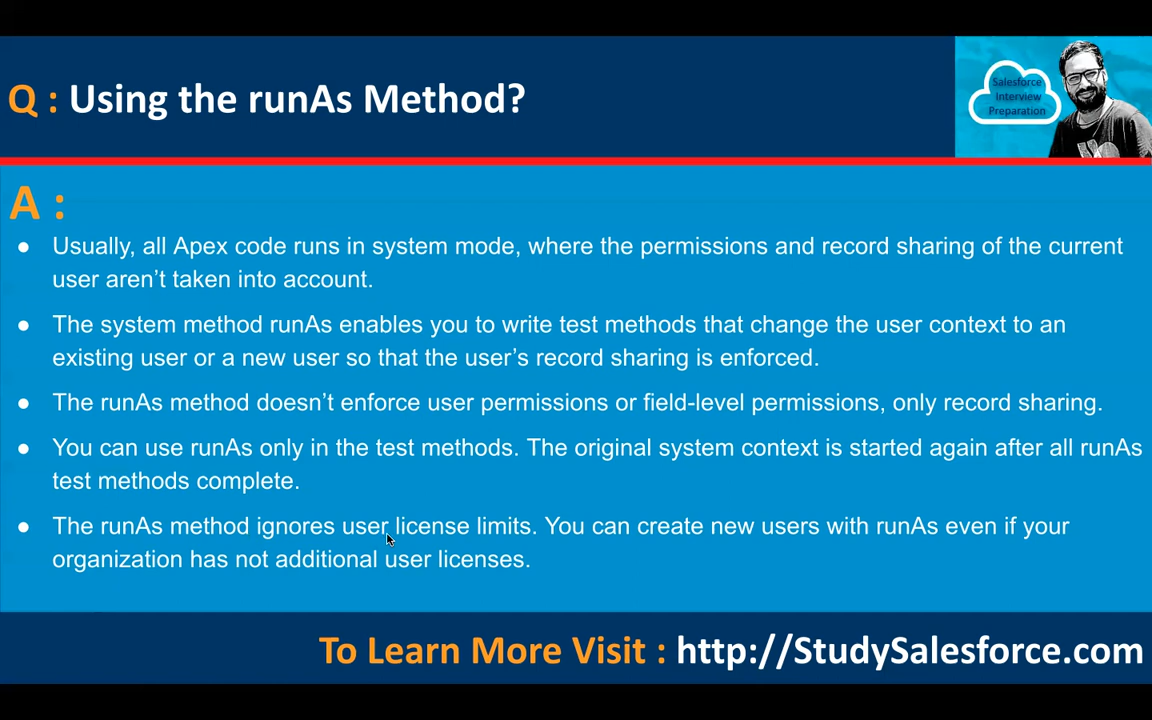 Q : Using the runAs Method?
Salesforce
Interview
Preparation
A :
● Usually, all Apex code runs in system mode, where the permissions and record sharing of the current
user aren’t taken into account.
● The system method runAs enables you to write test methods that change the user context to an
existing user or a new user so that the user’s record sharing is enforced.
● The runAs method doesn’t enforce user permissions or field-level permissions, only record sharing.
● You can use runAs only in the test methods. The original system context is started again after all runAs
test methods complete.
● The runAs method ignores user license limits. You can create new users with runAs even if your
organization has not additional user licenses.
To Learn More Visit : http://StudySalesforce.com